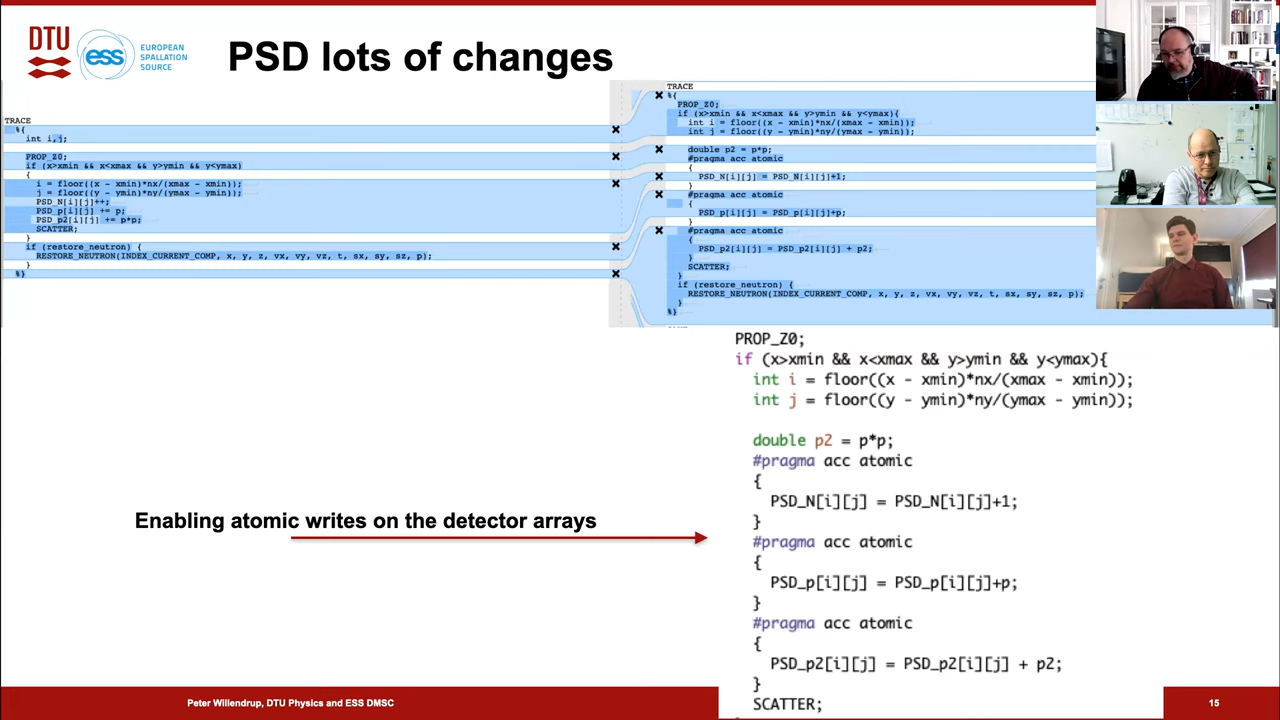 DTU
ess
EUROPEAN
SPALLATION
SOURCE
PSD lots of changes
TRACE
%{
int i,j;
PROP_Z0;
if (x>xmin && x<xmax && y>ymin && y<ymax)
{
i = floor((x - xmin)*nx/(xmax - xmin));
j = floor((y - ymin)*ny/(ymax - ymin));
PSD_N[i][j]++;
PSD_p[i][j] += p;
PSD_p2[i][j] += p*p;
SCATTER;
}
if (restore_neutron) {
RESTORE_NEUTRON(INDEX_CURRENT_COMP, x, y, z, vx, vy, vz, t, sx, sy, sz, p);
}
%}
TRACE
%{
PROP_Z0;
if (x>xmin && x<xmax && y>ymin && y<ymax){
int i = floor((x - xmin)*nx/(xmax - xmin));
int j = floor((y - ymin)*ny/(ymax - ymin));
double p2 = p*p;
#pragma acc atomic
{
PSD_N[i][j] = PSD_N[i][j]+1;
}
#pragma acc atomic
{
PSD_p[i][j] = PSD_p[i][j]+p;
}
#pragma acc atomic
{
PSD_p2[i][j] = PSD_p2[i][j] + p2;
}
SCATTER;
}
if (restore_neutron) {
RESTORE_NEUTRON(INDEX_CURRENT_COMP, x, y, z, vx, vy, vz, t, sx, sy, sz, p);
}
%}
PROP_Z0;
if (x>xmin && x<xmax && y>ymin && y<ymax){
int i = floor((x - xmin)*nx/(xmax - xmin));
int j = floor((y - ymin)*ny/(ymax - ymin));
double p2 = p*p;
#pragma acc atomic
{
PSD_N[i][j] = PSD_N[i][j]+1;
}
#pragma acc atomic
{
PSD_p[i][j] = PSD_p[i][j]+p;
}
#pragma acc atomic
{
PSD_p2[i][j] = PSD_p2[i][j] + p2;
}
SCATTER;
Enabling atomic writes on the detector arrays
Peter Willendrup, DTU Physics and ESS DMSC
15